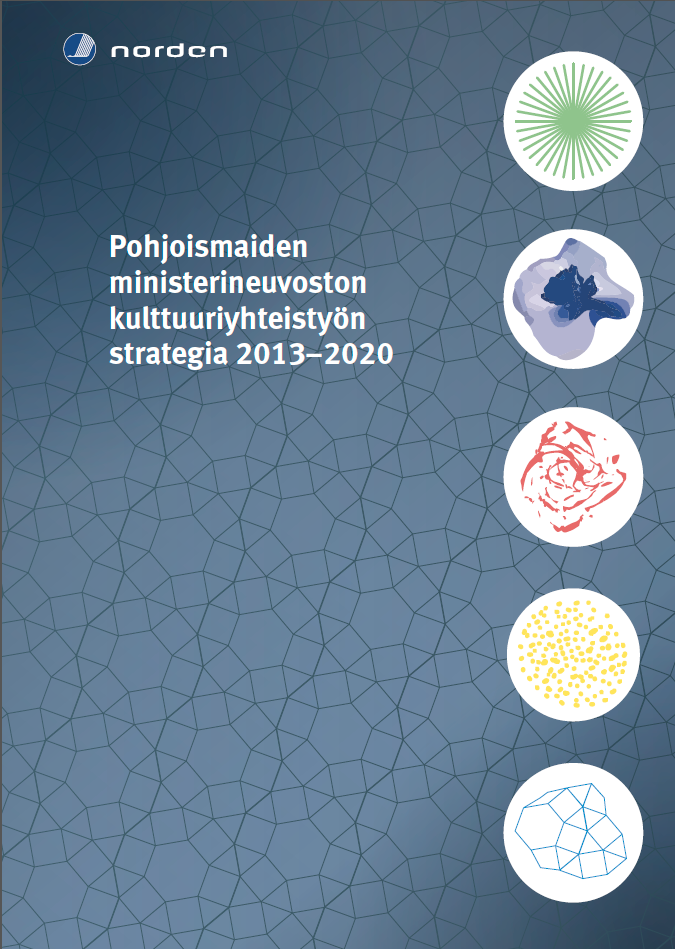 norden
Pohjoismaiden
ministerineuvoston
kulttuuriyhteistyön
strategia 2013–2020